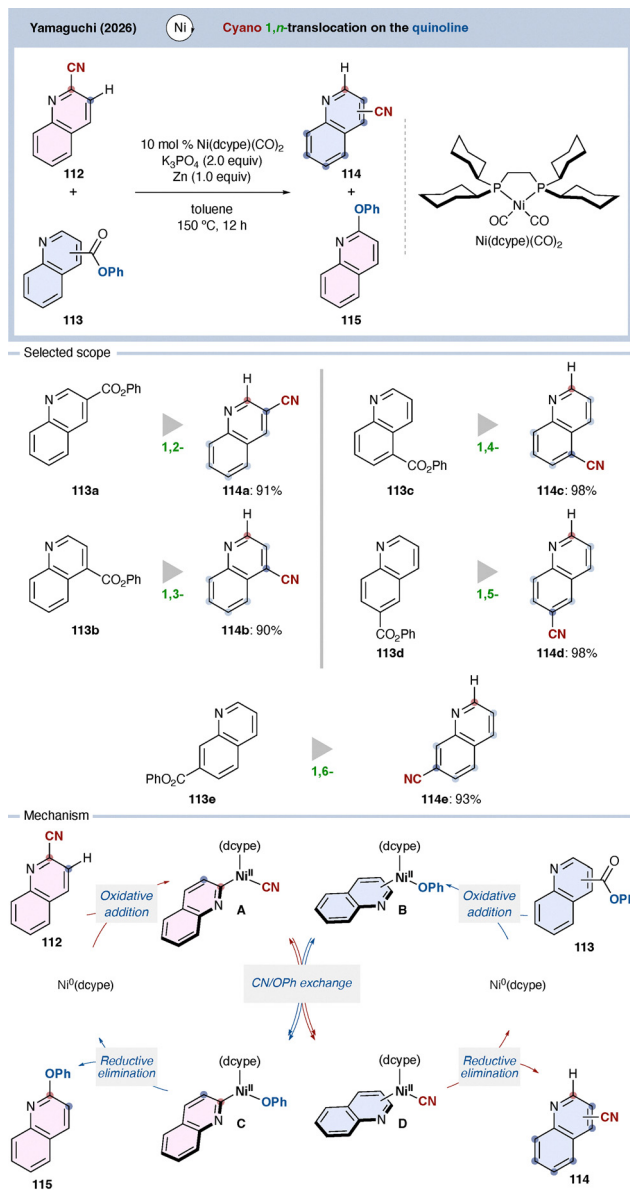 Yamaguchi (2026) Ni Cyano 1,n-translocation on the quinoline
CN
N
H
112
+
N
O
OPh
113
10 mol % Ni(dcype)(CO)2
K3PO4 (2.0 equiv)
Zn (1.0 equiv)
toluene
150 ºC, 12 h
H
N
CN
114
+
OPh
N
115
P P
Ni
OC CO
Ni(dcype)(CO)2
Selected scope
N
CO2Ph
113a
1,2-
H
N
CN
114a: 91%
N
CO2Ph
113c
1,4-
H
N
CN
114c: 98%
N
CO2Ph
113b
1,3-
H
N
CN
114b: 90%
N
CO2Ph
113d
1,5-
H
N
CN
114d: 98%
N
PhO2C
113e
1,6-
H
N
NC
114e: 93%
Mechanism
CN
N
H
112
Oxidative
addition
(dcype)
NiII
CN
N
A
(dcype)
NiII
OPh
N
B
Oxidative
addition
N
O
OPh
113
Ni0(dcype)
CN/OPh exchange
Ni0(dcype)
OPh
N
115
Reductive
elimination
(dcype)
NiII
OPh
N
C
(dcype)
NiII
CN
N
D
Reductive
elimination
H
N
CN
114